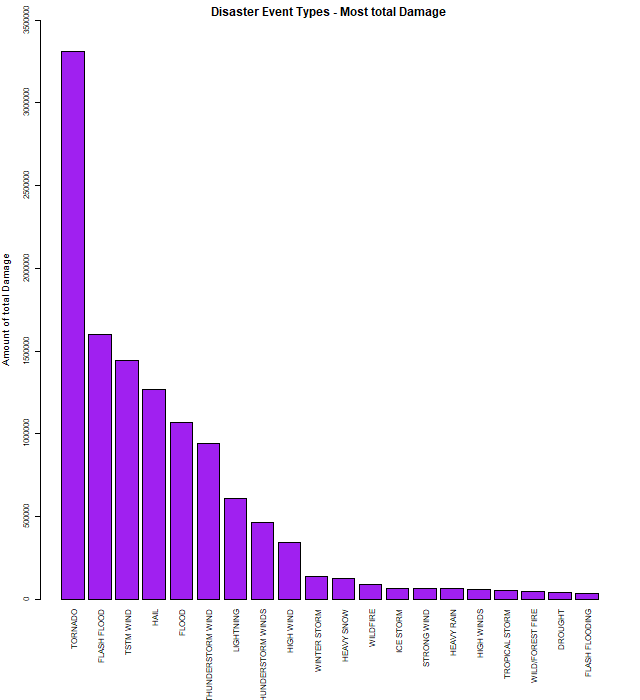 Disaster Event Types - Most total Damage
Amount of total Damage
3500000
3000000
2500000
2000000
1500000
1000000
500000
0
TORNADO
FLASH FLOOD
TSTM WIND
HAIL
FLOOD
THUNDERSTORM WIND
LIGHTNING
THUNDERSTORM WINDS
HIGH WIND
WINTER STORM
HEAVY SNOW
WILDFIRE
ICE STORM
STRONG WIND
HEAVY RAIN
HIGH WINDS
TROPICAL STORM
WILD/FOREST FIRE
DROUGHT
FLASH FLOODING